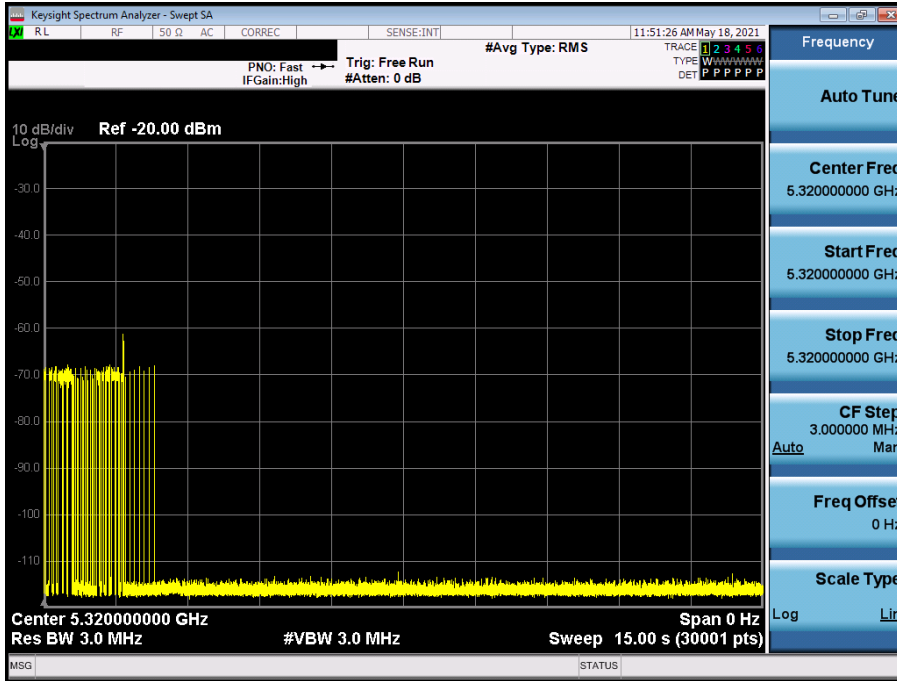 Keysight Spectrum Analyzer - Swept SA
LXI RL RF 50 Ω AC CORREC SENSE:INT 11:51:26 AM May 18, 2021
#Avg Type: RMS
TRACE 1 2 3 4 5 6
PNO: Fast Trig: Free Run
TYPE WWWWWW
IFGain:High #Atten: 0 dB
DET P P P P P P
10 dB/div Ref -20.00 dBm
Log
-30.0
-40.0
-50.0
-60.0
-70.0
-80.0
-90.0
-100
-110
Center 5.320000000 GHz Span 0 Hz
Res BW 3.0 MHz #VBW 3.0 MHz Sweep 15.00 s (30001 pts)
MSG STATUS
Frequency
Auto Tune
Center Freq
5.320000000 GHz
Start Freq
5.320000000 GHz
Stop Freq
5.320000000 GHz
CF Step
3.000000 MHz
Auto Man
Freq Offset
0 Hz
Scale Type
Log Lin